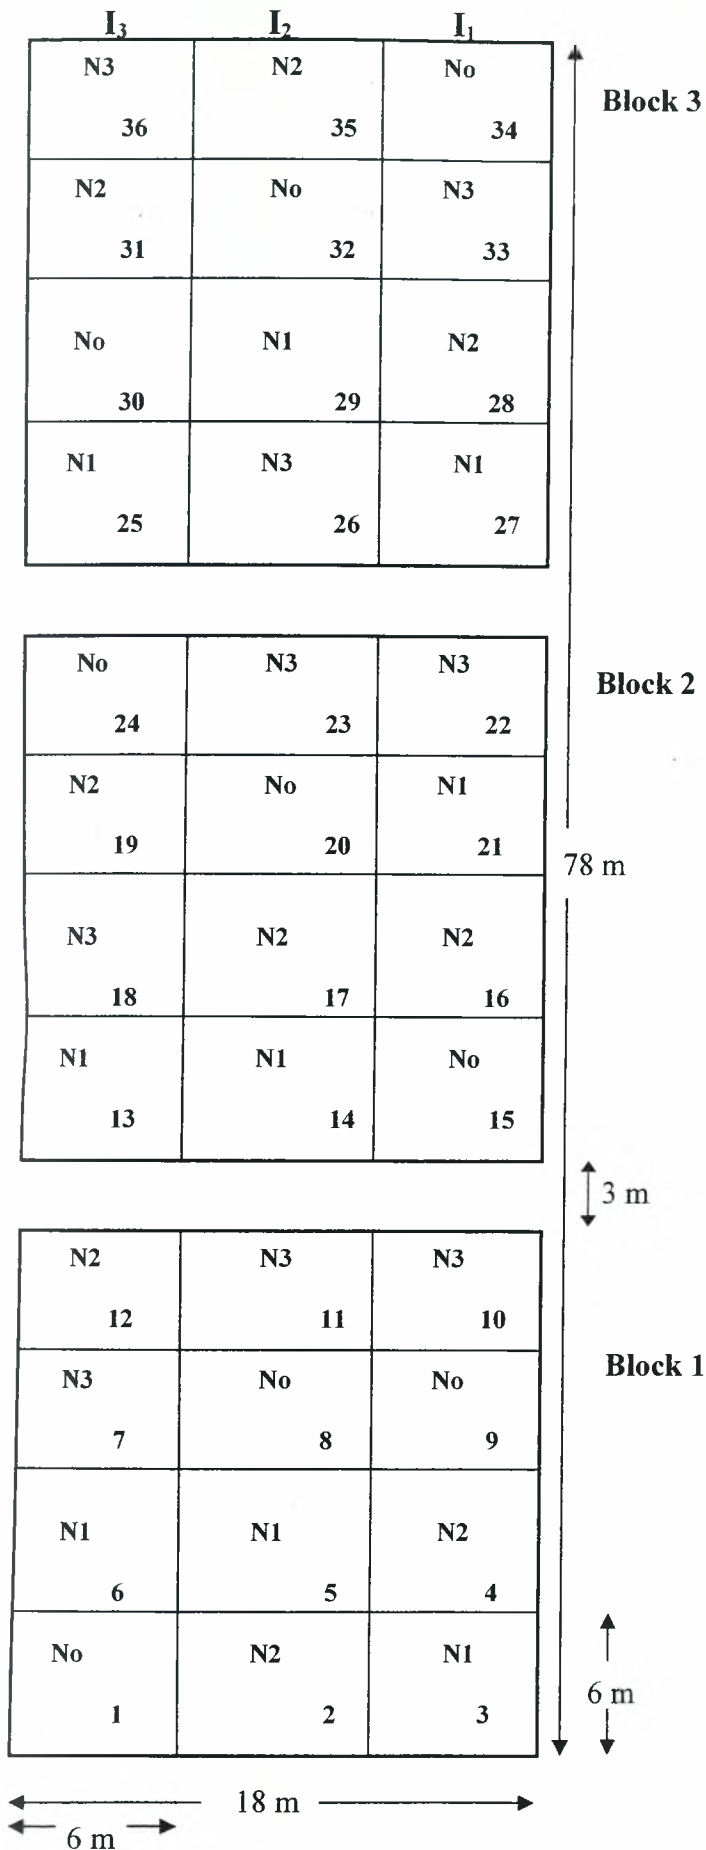 I3 I2 I1
N3 N2 No
Block 3
36 35 34
N2 No N3
31 32 33
No N1 N2
30 29 28
N1 N3 N1
25 26 27
No N3 N3
Block 2
24 23 22
N2 No N1
19 20 21
78 m
N3 N2 N2
18 17 16
N1 N1 No
13 14 15
3 m
N2 N3 N3
12 11 10
Block 1
N3 No No
7 8 9
N1 N1 N2
6 5 4
No N2 N1
6 m
1 2 3
18 m
6 m